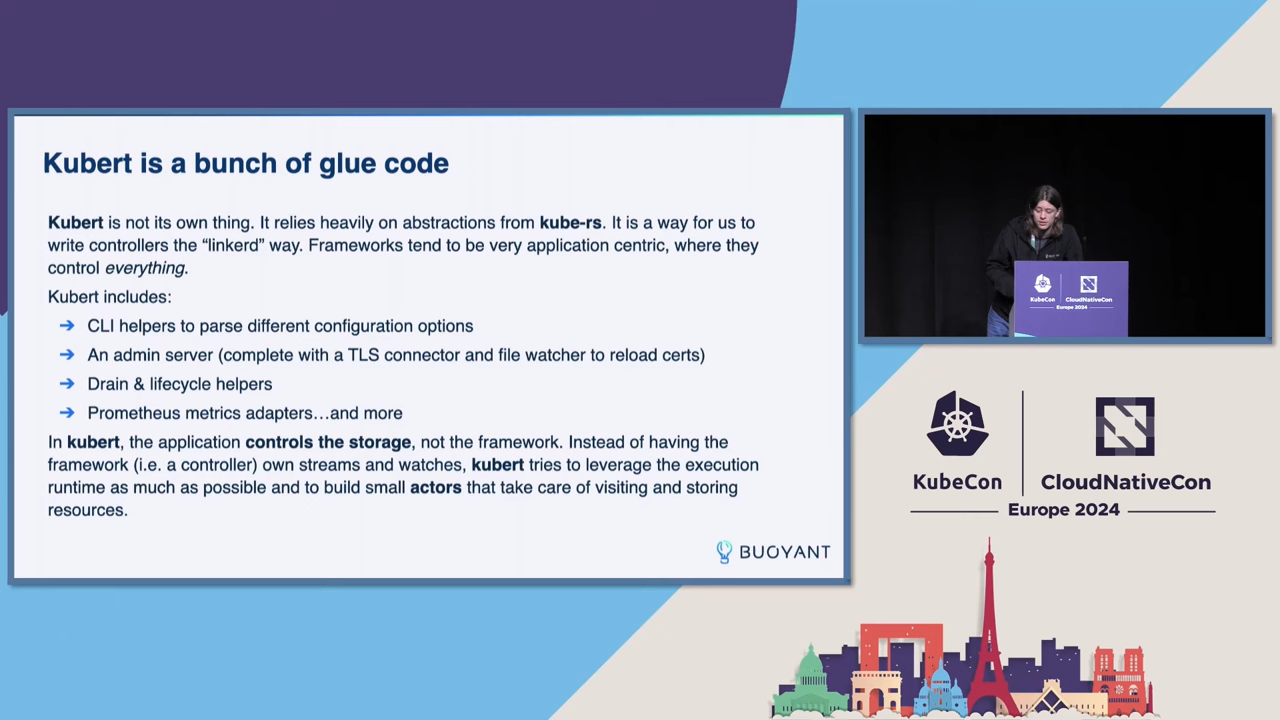 Kubert is a bunch of glue code
Kubert is not its own thing. It relies heavily on abstractions from kube-rs. It is a way for us to
write controllers the “linkerd” way. Frameworks tend to be very application centric, where they
control everything.
Kubert includes:
➔ CLI helpers to parse different configuration options
➔ An admin server (complete with a TLS connector and file watcher to reload certs)
➔ Drain & lifecycle helpers
➔ Prometheus metrics adapters…and more
In kubert, the application controls the storage, not the framework. Instead of having the
framework (i.e. a controller) own streams and watches, kubert tries to leverage the execution
runtime as much as possible and to build small actors that take care of visiting and storing
resources.
BUOYANT
KubeCon CloudNativeCon
Europe 2024
KubeCon CloudNativeCon
Europe 2024